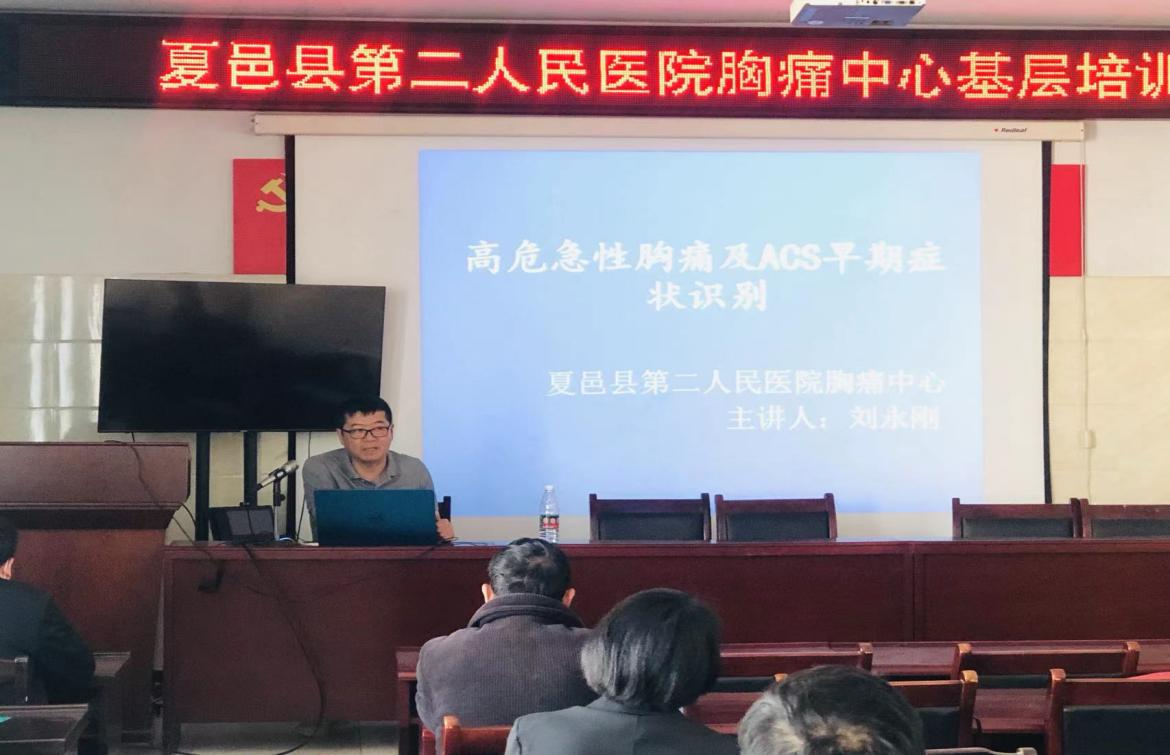 夏邑县第二人民医院胸痛中心基层培训
Redleaf
高危急性胸痛及ACS早期症
状识别
夏邑县第二人民医院胸痛中心
主讲人：刘永刚